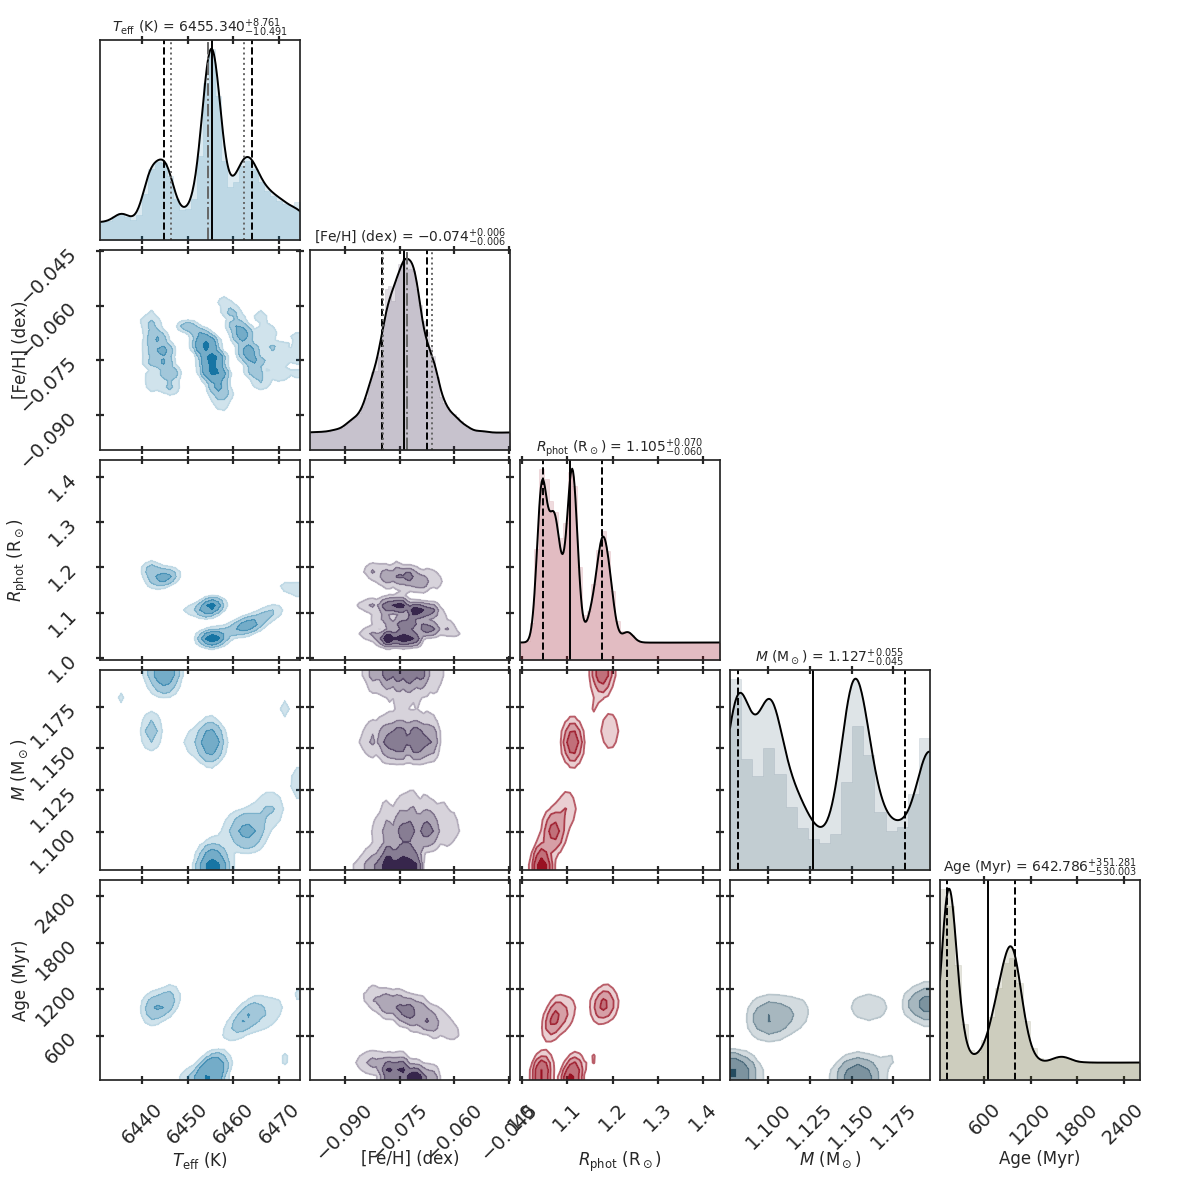 T_eff (K) = 6455.340 +8.761 −10.491
[Fe/H] (dex) = −0.074 +0.006 −0.006
−0.045
−0.060
−0.075
−0.090
[Fe/H] (dex)
R_phot (R⊙) = 1.105 +0.070 −0.060
1.4
1.3
1.2
1.1
1.0
R_phot (R⊙)
M (M⊙) = 1.127 +0.055 −0.045
1.175
1.150
1.125
1.100
M (M⊙)
Age (Myr) = 642.786 +351.281 −530.003
2400
1800
1200
600
Age (Myr)
6440 6450 6460 6470
T_eff (K)
−0.090 −0.075 −0.060 −0.045
[Fe/H] (dex)
1.0 1.1 1.2 1.3 1.4
R_phot (R⊙)
1.100 1.125 1.150 1.175
M (M⊙)
600 1200 1800 2400
Age (Myr)